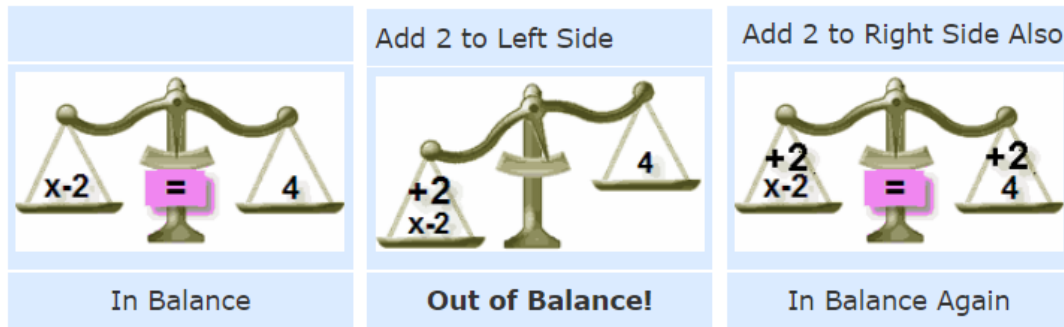 Add 2 to Left Side
Add 2 to Right Side Also
x-2
=
4
+2
x-2
4
+2
x-2
=
+2
4
In Balance
Out of Balance!
In Balance Again